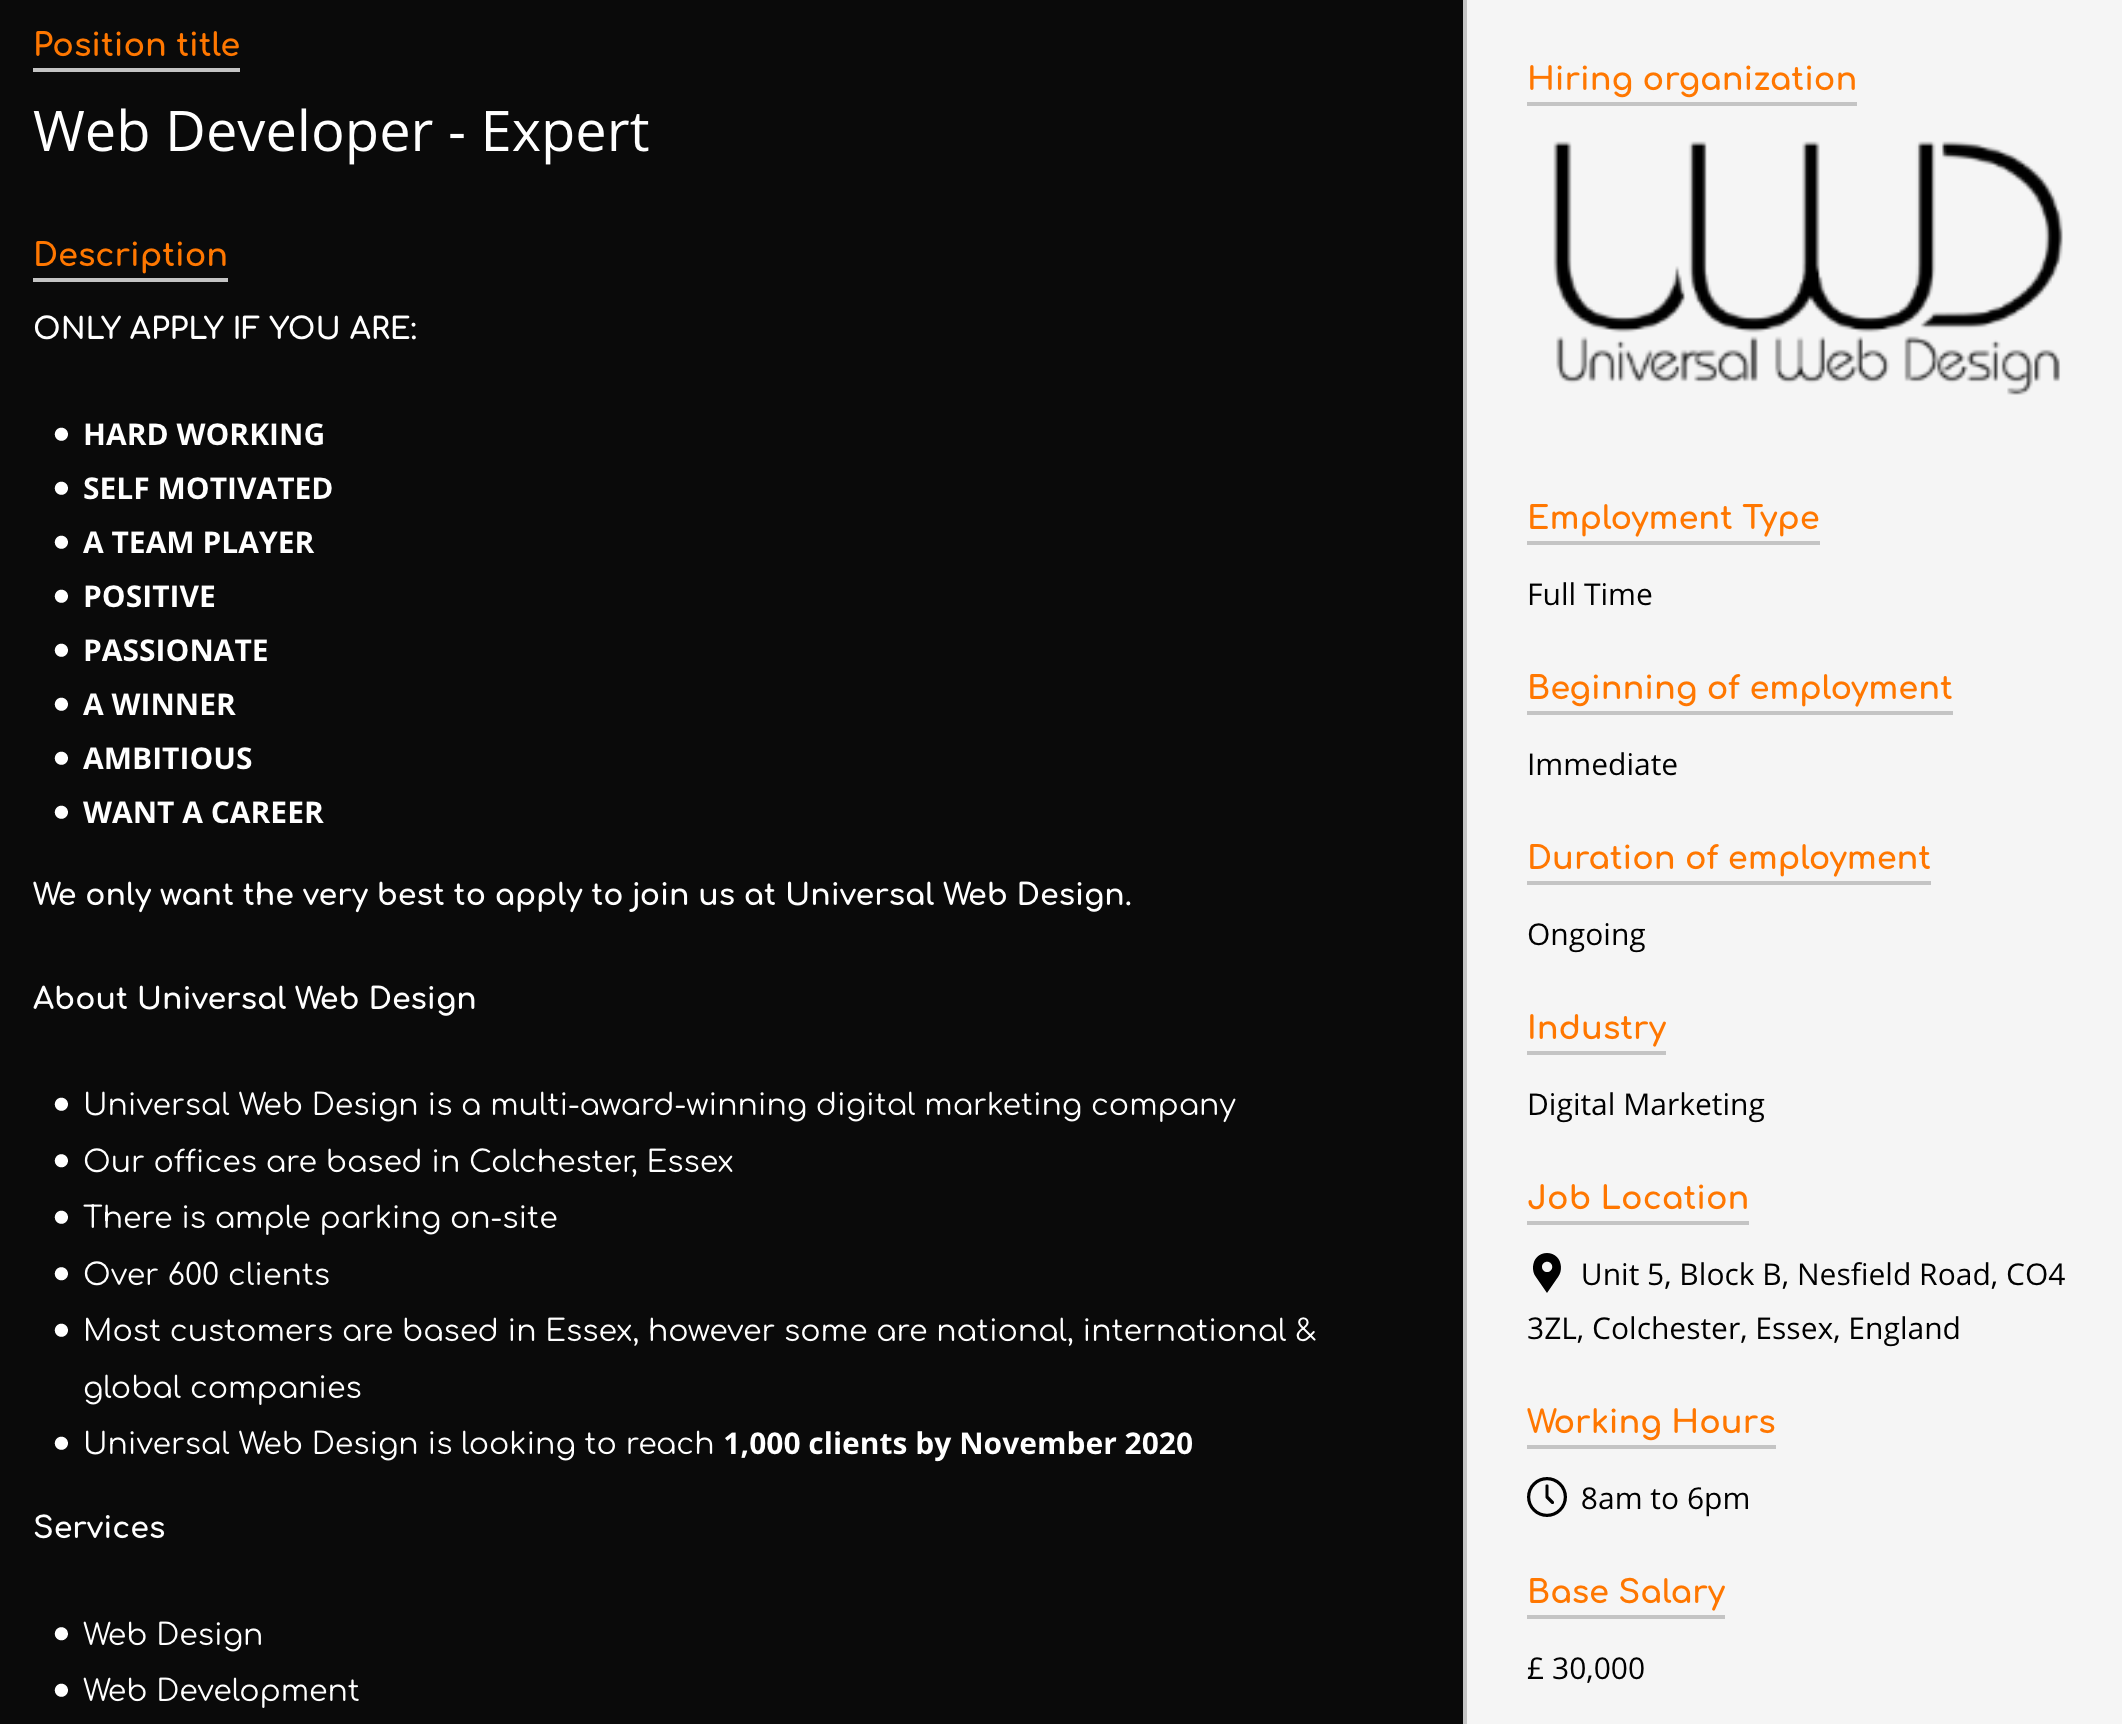 Position title
Web Developer - Expert
Description
ONLY APPLY IF YOU ARE:
HARD WORKING
SELF MOTIVATED
A TEAM PLAYER
POSITIVE
PASSIONATE
A WINNER
AMBITIOUS
WANT A CAREER
We only want the very best to apply to join us at Universal Web Design.
About Universal Web Design
Universal Web Design is a multi-award-winning digital marketing company
Our offices are based in Colchester, Essex
There is ample parking on-site
Over 600 clients
Most customers are based in Essex, however some are national, international &
global companies
Universal Web Design is looking to reach 1,000 clients by November 2020
Services
Web Design
Web Development
Hiring organization
UWD
Universal Web Design
Employment Type
Full Time
Beginning of employment
Immediate
Duration of employment
Ongoing
Industry
Digital Marketing
Job Location
Unit 5, Block B, Nesfield Road, CO4
3ZL, Colchester, Essex, England
Working Hours
8am to 6pm
Base Salary
£ 30,000